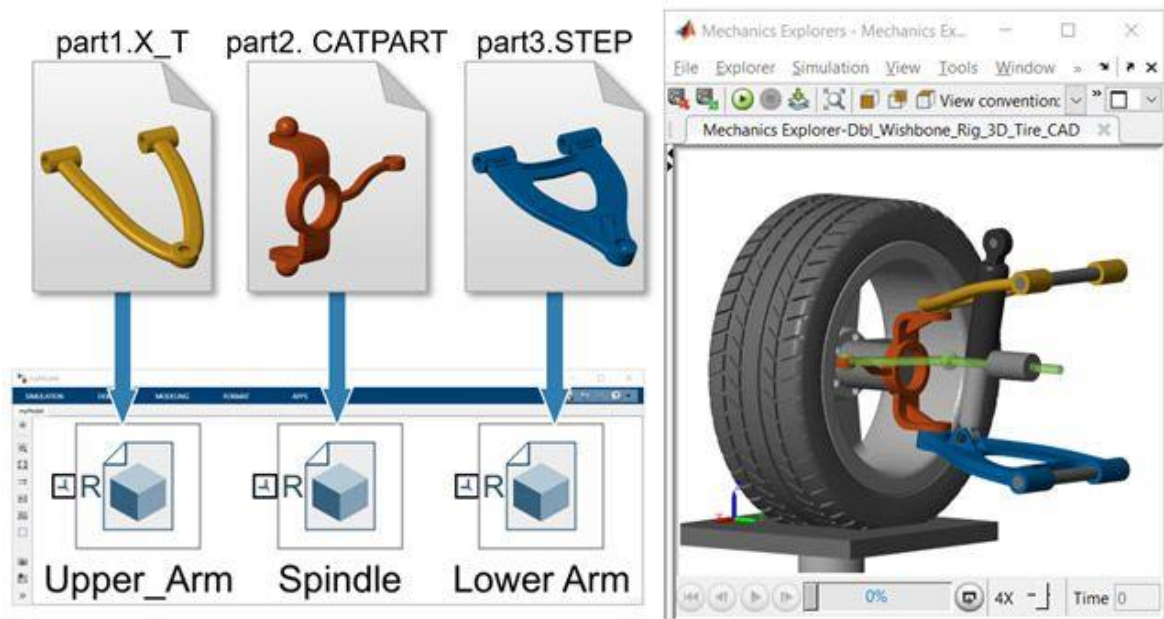 part1.X_T
part2. CATPART
part3.STEP
SIMULATION
MODELING
FORMAT
APPS
R
R
R
Upper_Arm
Spindle
Lower Arm
Mechanics Explorers - Mechanics Ex...
File Explorer Simulation View Tools Window »
View convention: »
Mechanics Explorer-Dbl_Wishbone_Rig_3D_Tire_CAD
0%
4X
Time 0